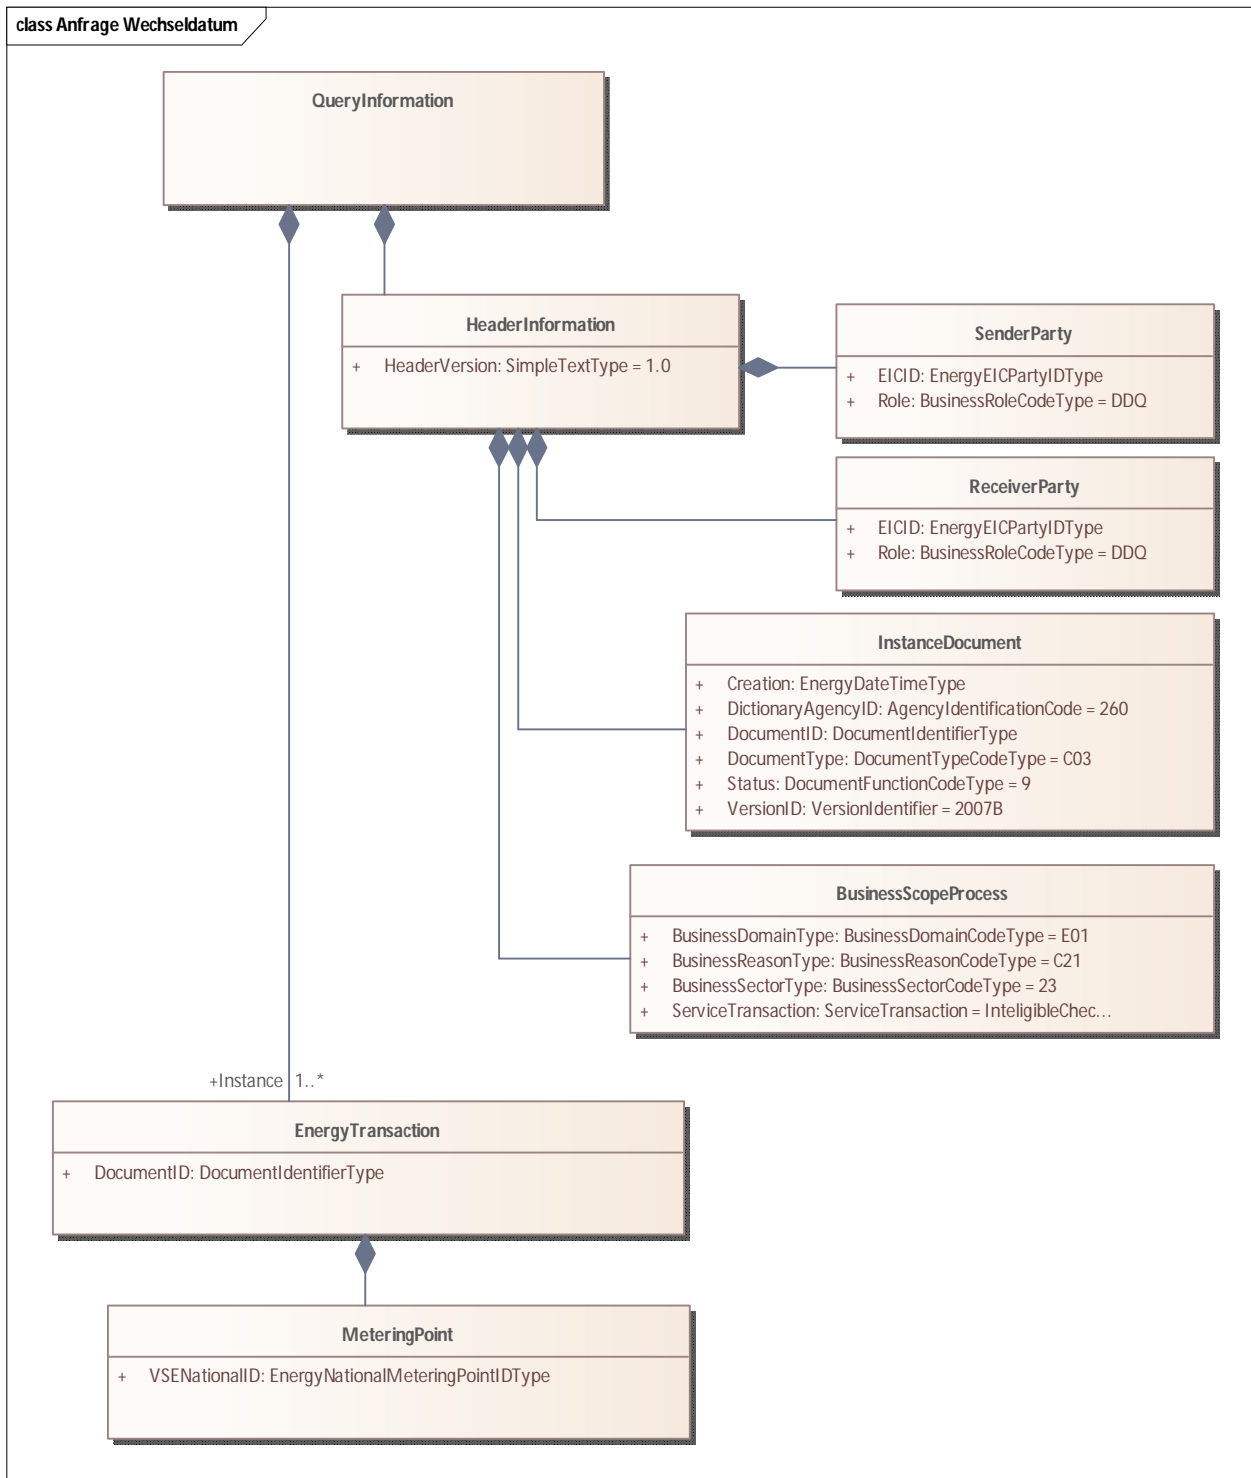 class Anfrage Wechseldatum
QueryInformation
HeaderInformation
+ HeaderVersion: SimpleTextType = 1.0
SenderParty
+ EICID: EnergyEICPartyIDType
+ Role: BusinessRoleCodeType = DDQ
ReceiverParty
+ EICID: EnergyEICPartyIDType
+ Role: BusinessRoleCodeType = DDQ
InstanceDocument
+ Creation: EnergyDateTimeType
+ DictionaryAgencyID: AgencyIdentificationCode = 260
+ DocumentID: DocumentIdentifierType
+ DocumentType: DocumentTypeCodeType = C03
+ Status: DocumentFunctionCodeType = 9
+ VersionID: VersionIdentifier = 2007B
BusinessScopeProcess
+ BusinessDomainType: BusinessDomainCodeType = E01
+ BusinessReasonType: BusinessReasonCodeType = C21
+ BusinessSectorType: BusinessSectorCodeType = 23
+ ServiceTransaction: ServiceTransaction = InteligibleChec...
+Instance 1..*
EnergyTransaction
+ DocumentID: DocumentIdentifierType
MeteringPoint
+ VSENationalID: EnergyNationalMeteringPointIDType